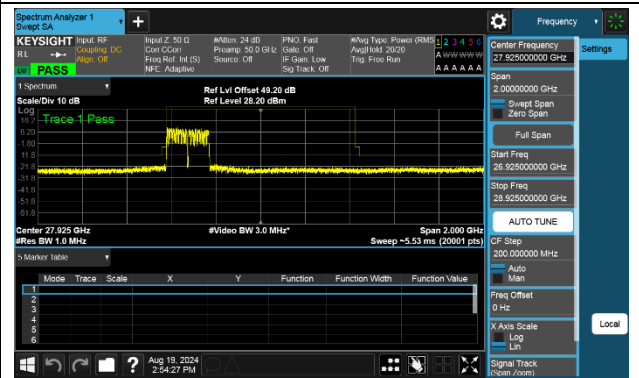 Spectrum Analyzer 1
Swept SA
Frequency
KEYSIGHT Input: RF
RL
Coupling: DC
Align: Off
LW PASS
Input Z: 50 Ω
Corr CCorr
Freq Ref: Int (S)
NFE: Adaptive
#Atten: 24 dB
Preamp: 50.0 GHz
Source: Off
PNO: Fast
Gate: Off
IF Gain: Low
Sig Track: Off
#Avg Type: Power (RMS
Avg|Hold: 20/20
Trig: Free Run
1 2 3 4 5 6
A W W W W W
A A A A A A
1 Spectrum
Scale/Div 10 dB
Ref Lvl Offset 49.20 dB
Ref Level 28.20 dBm
Log
Trace 1 Pass
18.2
8.20
-1.80
-11.8
-21.8
-31.8
-41.8
-51.8
-61.8
Center 27.925 GHz
#Res BW 1.0 MHz
#Video BW 3.0 MHz*
Span 2.000 GHz
Sweep ~5.53 ms (20001 pts)
5 Marker Table
Mode Trace Scale X Y Function Function Width Function Value
1
2
3
4
5
6
Center Frequency
27.925000000 GHz
Settings
Span
2.00000000 GHz
Swept Span
Zero Span
Full Span
Start Freq
26.925000000 GHz
Stop Freq
28.925000000 GHz
AUTO TUNE
CF Step
200.000000 MHz
Auto
Man
Freq Offset
0 Hz
X Axis Scale
Log
Lin
Local
Signal Track
(Span Zoom)
?
Aug 19, 2024
2:54:27 PM